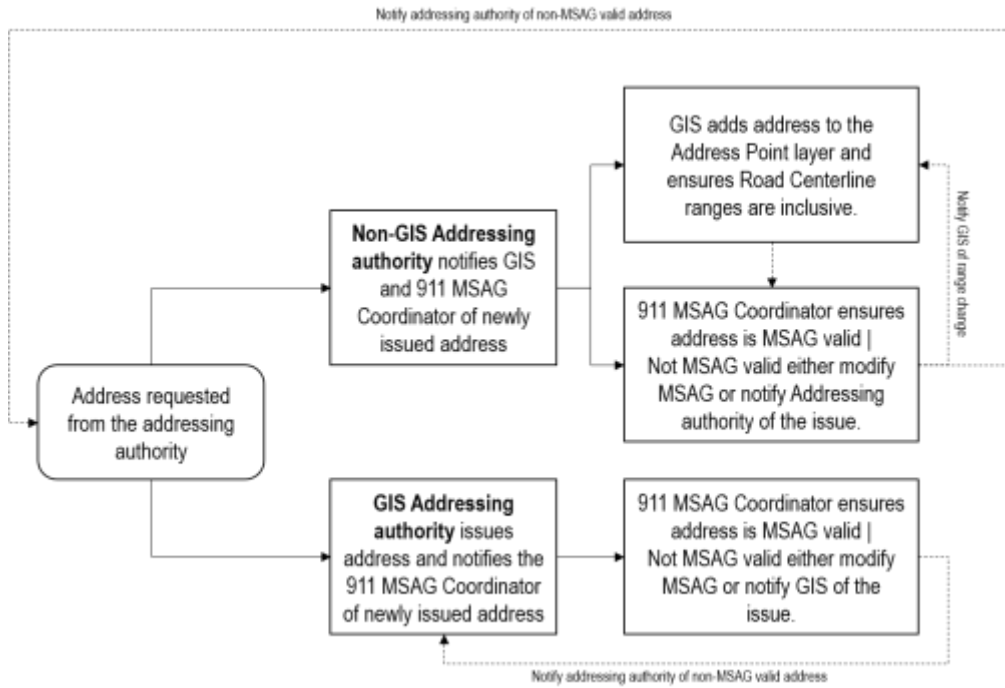 Notify addressing authority of non-MSAG valid address
GIS adds address to the
Address Point layer and
ensures Road Centerline
ranges are inclusive.
Notify GIS of range change
Non-GIS Addressing
authority notifies GIS
and 911 MSAG
Coordinator of newly
issued address
911 MSAG Coordinator ensures
address is MSAG valid |
Not MSAG valid either modify
MSAG or notify Addressing
authority of the issue.
Address requested
from the addressing
authority
GIS Addressing
authority issues
address and notifies the
911 MSAG Coordinator
of newly issued address
911 MSAG Coordinator ensures
address is MSAG valid |
Not MSAG valid either modify
MSAG or notify GIS of the
issue.
Notify addressing authority of non-MSAG valid address